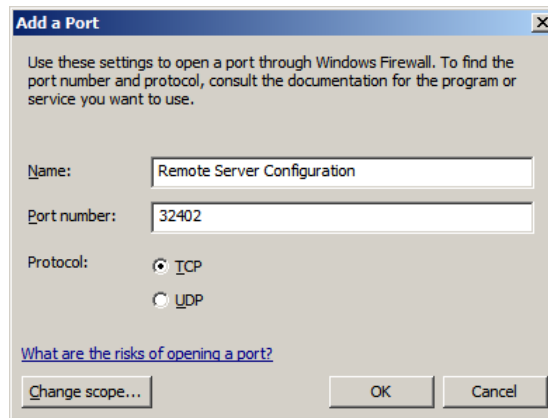 Add a Port
Use these settings to open a port through Windows Firewall. To find the
port number and protocol, consult the documentation for the program or
service you want to use.
Name: Remote Server Configuration
Port number: 32402
Protocol: TCP
UDP
What are the risks of opening a port?
Change scope... OK Cancel